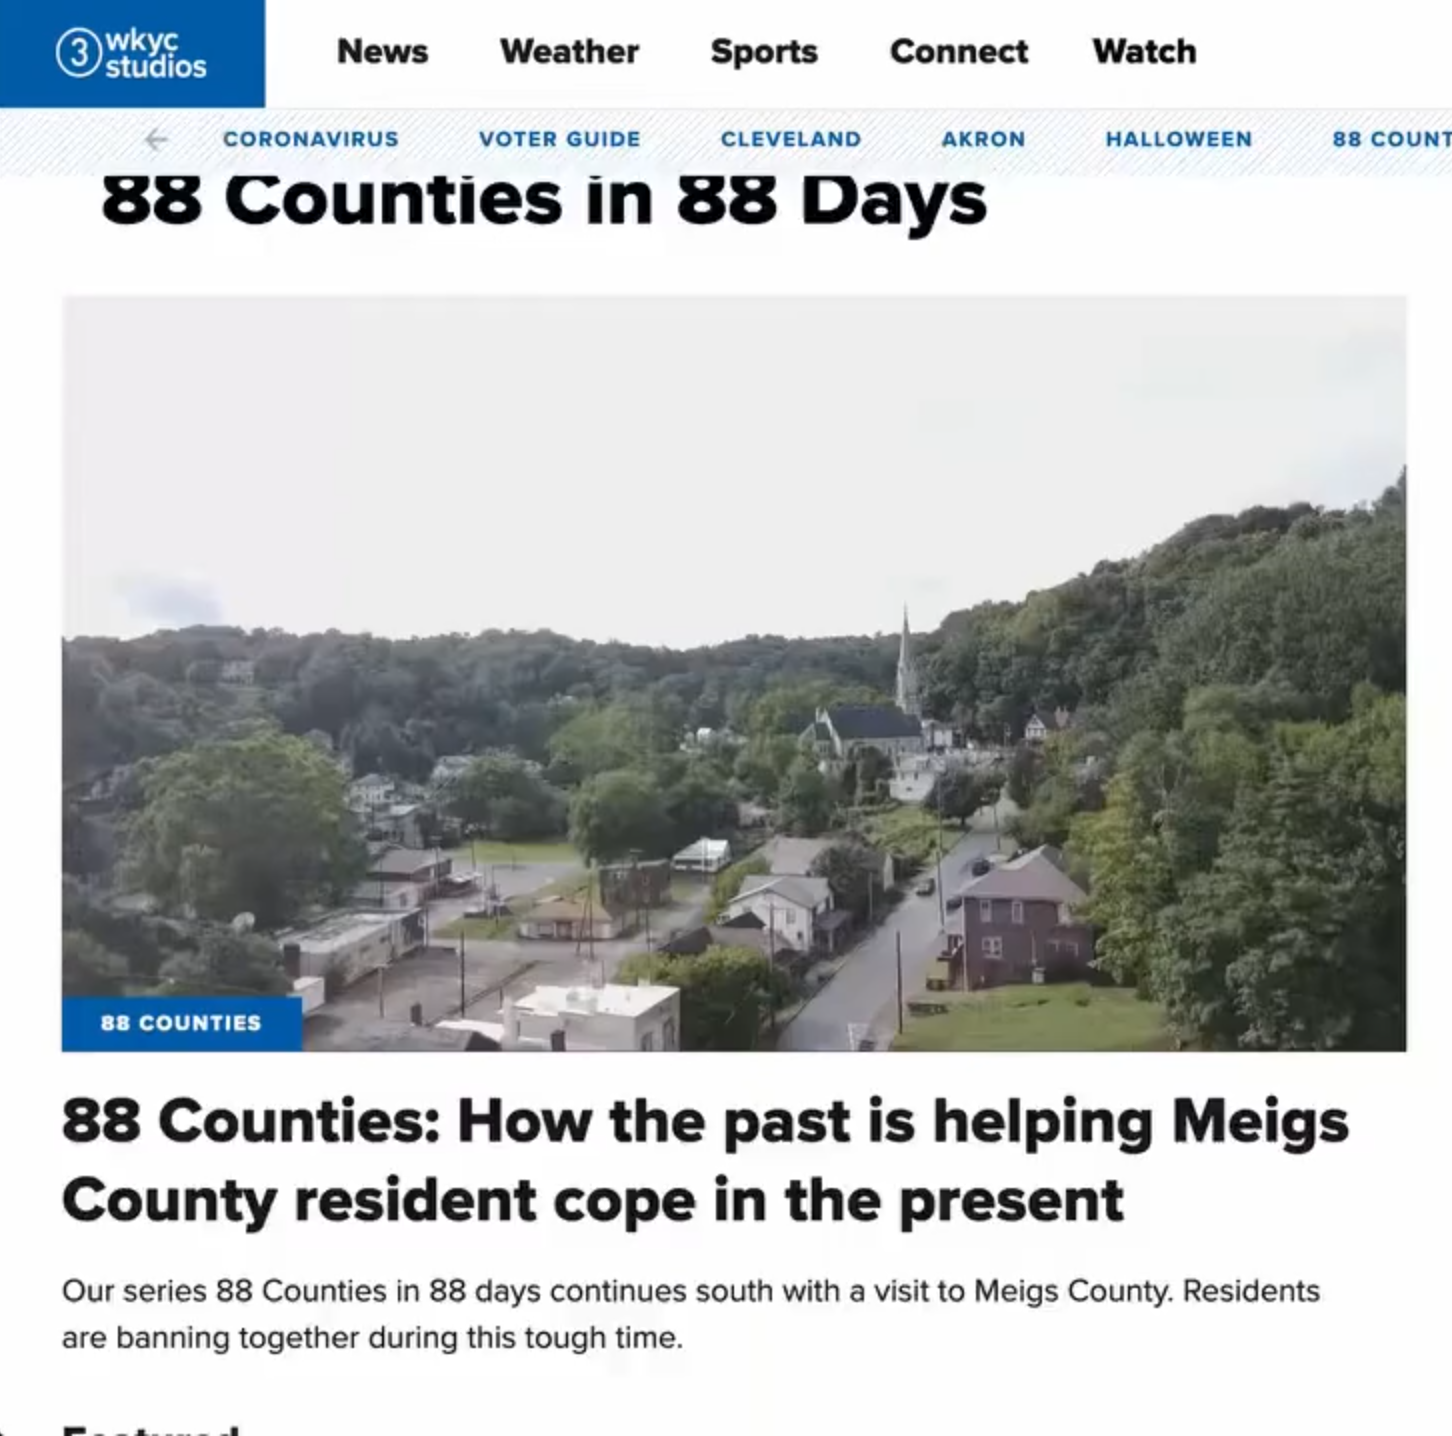 3 wkyc studios
News Weather Sports Connect Watch
CORONAVIRUS VOTER GUIDE CLEVELAND AKRON HALLOWEEN 88 COUNT
88 Counties in 88 Days
88 COUNTIES
88 Counties: How the past is helping Meigs
County resident cope in the present
Our series 88 Counties in 88 days continues south with a visit to Meigs County. Residents
are banning together during this tough time.
Featured